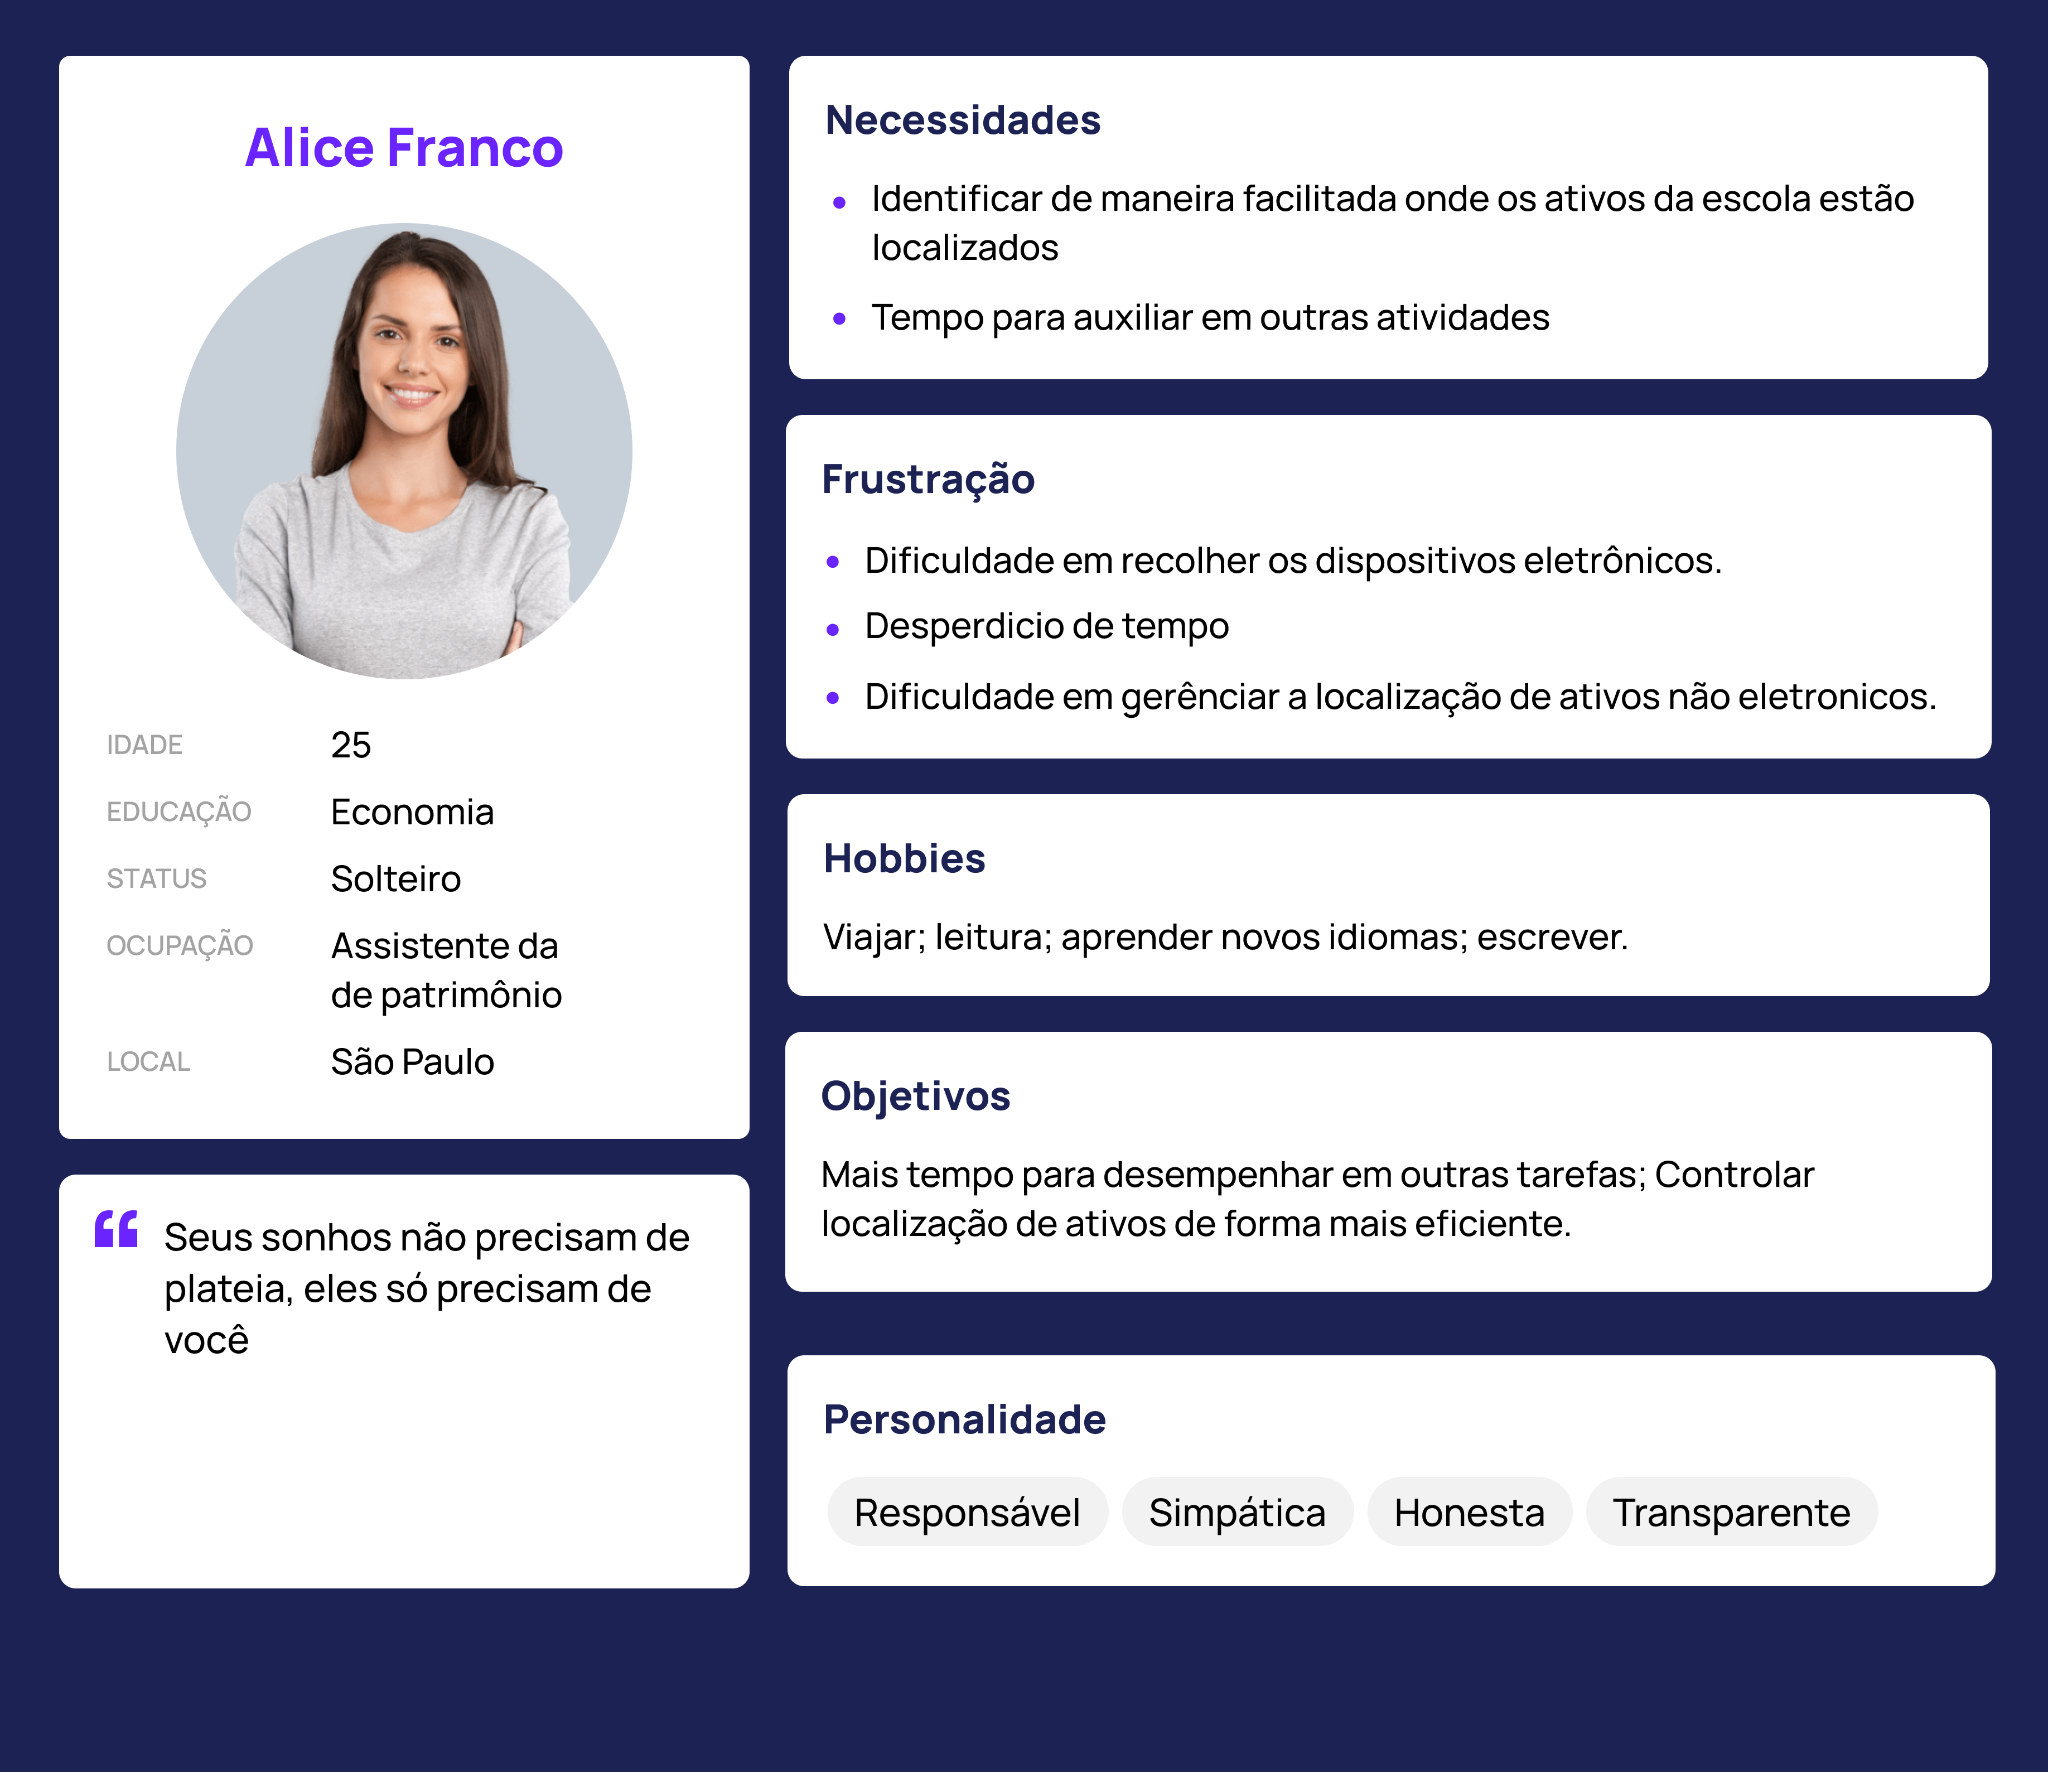 Alice Franco
IDADE 25
EDUCAÇÃO Economia
STATUS Solteiro
OCUPAÇÃO Assistente da
de patrimônio
LOCAL São Paulo
Seus sonhos não precisam de
plateia, eles só precisam de
você
Necessidades
• Identificar de maneira facilitada onde os ativos da escola estão
localizados
• Tempo para auxiliar em outras atividades
Frustração
• Dificuldade em recolher os dispositivos eletrônicos.
• Desperdicio de tempo
• Dificuldade em gerênciar a localização de ativos não eletronicos.
Hobbies
Viajar; leitura; aprender novos idiomas; escrever.
Objetivos
Mais tempo para desempenhar em outras tarefas; Controlar
localização de ativos de forma mais eficiente.
Personalidade
Responsável Simpática Honesta Transparente